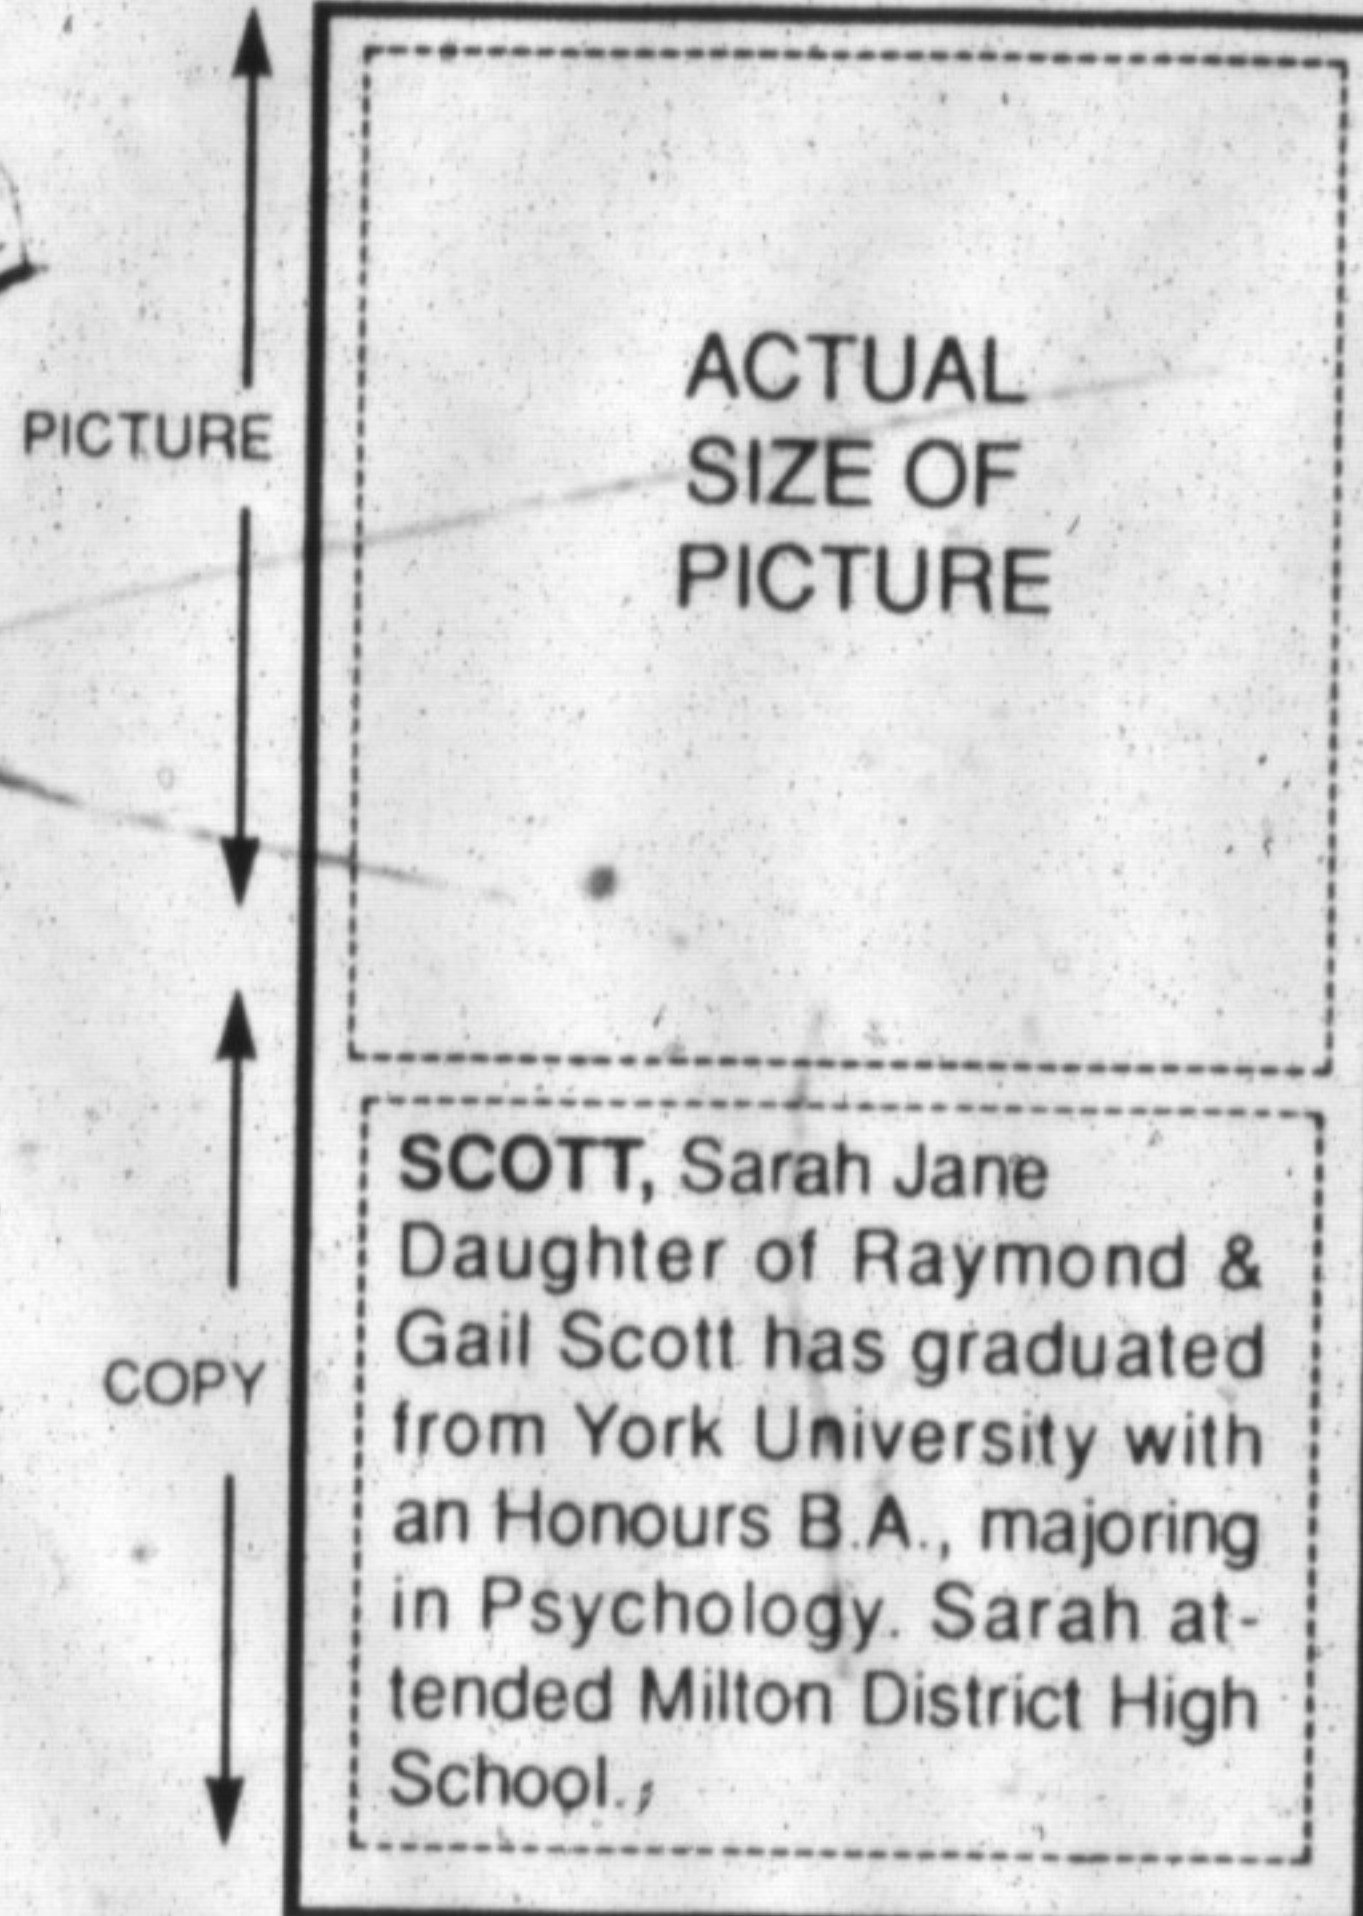 PICTURE
ACTUAL
SIZE OF
PICTURE
COPY
SCOTT, Sarah Jane
Daughter of Raymond &
Gail Scott has graduated
from York University with
an Honours B.A., majoring
in Psychology. Sarah at-
tended Milton District High
School.